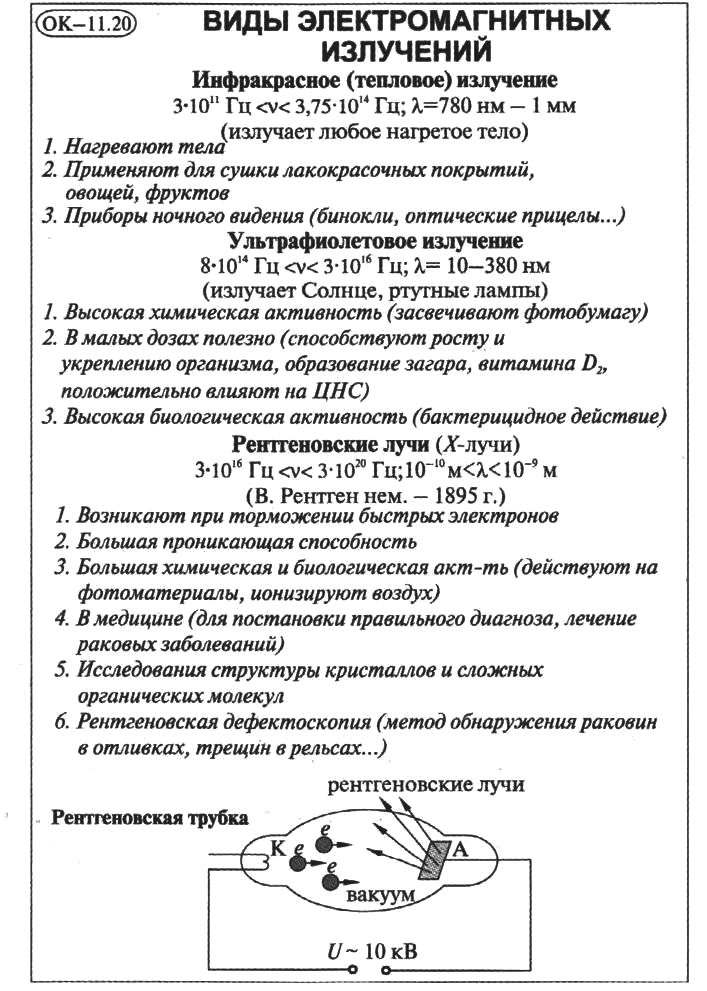 ОК–11.20
ВИДЫ ЭЛЕКТРОМАГНИТНЫХ
ИЗЛУЧЕНИЙ
Инфракрасное (тепловое) излучение
3·10¹¹ Гц <ν< 3,75·10¹⁴ Гц; λ=780 нм – 1 мм
(излучает любое нагретое тело)
1. Нагревают тела
2. Применяют для сушки лакокрасочных покрытий,
овощей, фруктов
3. Приборы ночного видения (бинокли, оптические прицелы...)
Ультрафиолетовое излучение
8·10¹⁴ Гц <ν< 3·10¹⁶ Гц; λ= 10–380 нм
(излучает Солнце, ртутные лампы)
1. Высокая химическая активность (засвечивают фотобумагу)
2. В малых дозах полезно (способствуют росту и
укреплению организма, образование загара, витамина D₂,
положительно влияют на ЦНС)
3. Высокая биологическая активность (бактерицидное действие)
Рентгеновские лучи (X-лучи)
3·10¹⁶ Гц <ν< 3·10²⁰ Гц;10⁻¹⁰ м<λ<10⁻⁹ м
(В. Рентген нем. – 1895 г.)
1. Возникают при торможении быстрых электронов
2. Большая проникающая способность
3. Большая химическая и биологическая акт-ть (действуют на
фотоматериалы, ионизируют воздух)
4. В медицине (для постановки правильного диагноза, лечение
раковых заболеваний)
5. Исследования структуры кристаллов и сложных
органических молекул
6. Рентгеновская дефектоскопия (метод обнаружения раковин
в отливках, трещин в рельсах...)
рентгеновские лучи
Рентгеновская трубка
e
К e А
e
вакуум
U ~ 10 кВ